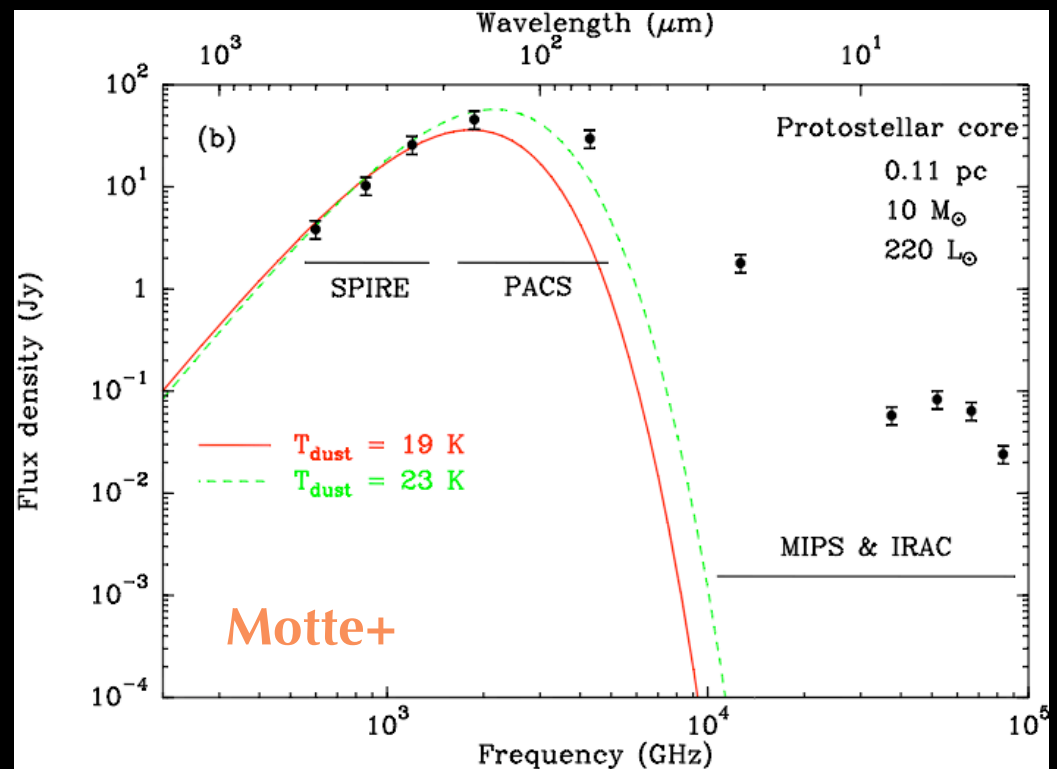 Wavelength (μm)
10³ 10² 10¹
10²
10¹
1
10⁻¹
10⁻²
10⁻³
10⁻⁴
Flux density (Jy)
(b)
Protostellar core
0.11 pc
10 M☉
220 L☉
SPIRE PACS
T_dust = 19 K
T_dust = 23 K
MIPS & IRAC
Motte+
10³ 10⁴ 10⁵
Frequency (GHz)